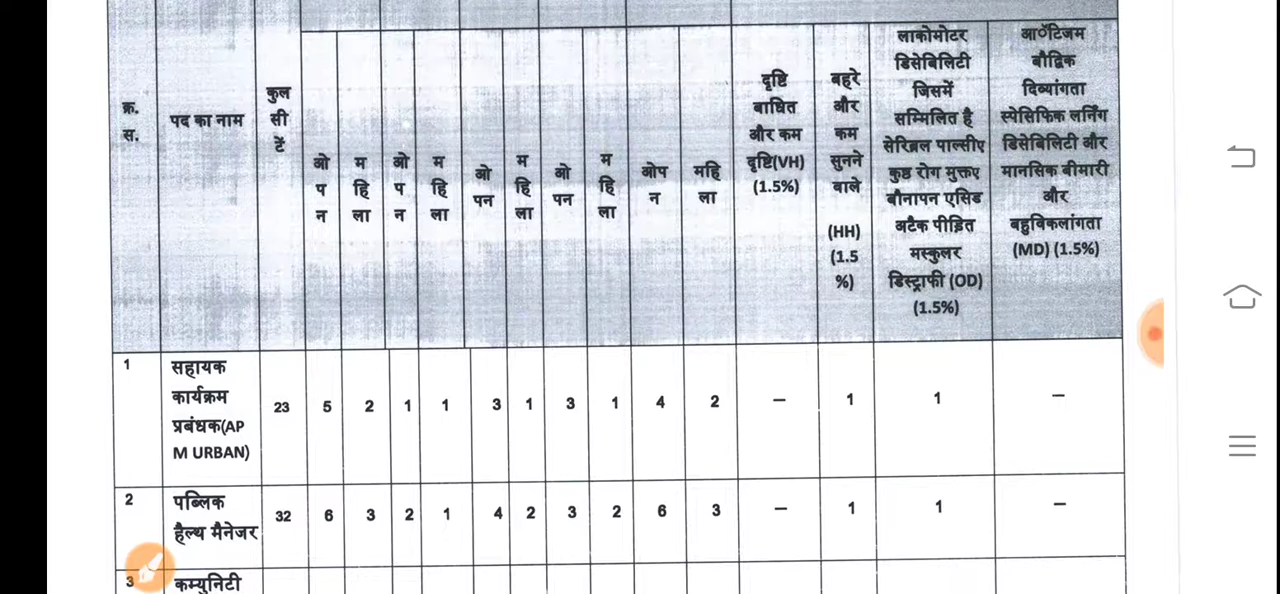 क्र.
स.
पद का नाम
कुल
सी
टें
ओ
प
न
म
हि
ला
ओ
प
न
म
हि
ला
ओ
पन
म
हि
ला
ओ
पन
म
हि
ला
ओप
न
महि
ला
दृष्टि
बाधित
और कम
दृष्टि(VH)
(1.5%)
बहरे
और
कम
सुनने
बाले
(HH)
(1.5
%)
लाकोमोटर
डिसेबिलिटी
जिसमें
सम्मिलित है
सेरिब्रल पाल्सीए
कुष्ठ रोग मुक्तए
बौनापन एसिड
अटैक पीड़ित
मस्कुलर
डिस्ट्राफी (OD)
(1.5%)
आॅटिजम
बौद्विक
दिव्यांगता
स्पेसिफिक लर्निंग
डिसेबिलिटी और
मानसिक बीमारी
और
बहुबिकलांगता
(MD) (1.5%)
1
सहायक
कार्यक्रम
प्रबंधक(AP
M URBAN)
23 5 2 1 1 3 1 3 1 4 2 – 1 1 –
2
पब्लिक
हैल्थ मैनेजर
32 6 3 2 1 4 2 3 2 6 3 – 1 1 –
3
कम्युनिटी